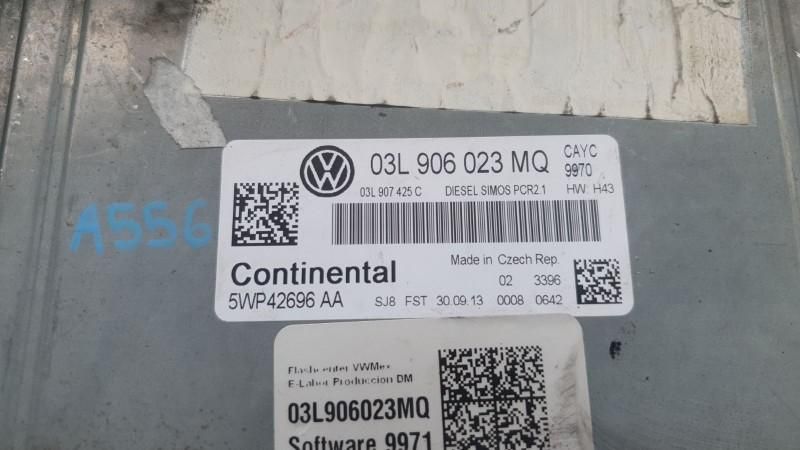 A556
VW
03L 906 023 MQ CAYC 9970
03L 907 425 C DIESEL SIMOS PCR2.1 HW: H43
Continental Made in Czech Rep.
02 3396
5WP42696 AA SJ8 FST 30.09.13 0008 0642
Flashcenter VWMex
E-Labor Produccion DM
03L906023MQ
Software 9971